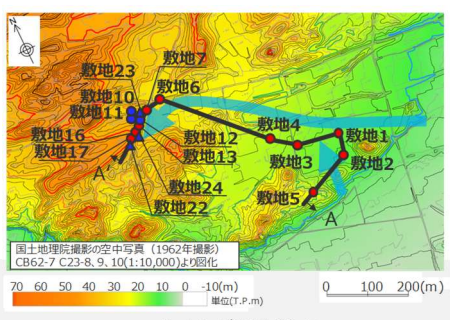 N
敷地7
敷地23
敷地6
敷地10
敷地11
敷地4
敷地1
敷地16
敷地12
敷地17
敷地13
敷地3
敷地2
A'
敷地24
敷地22
敷地5
A
国土地理院撮影の空中写真（1962年撮影）
CB62-7 C23-8、9、10(1:10,000)より図化
70 60 50 40 30 20 10 0 -10(m)
単位(T.P.m)
0 100 200(m)